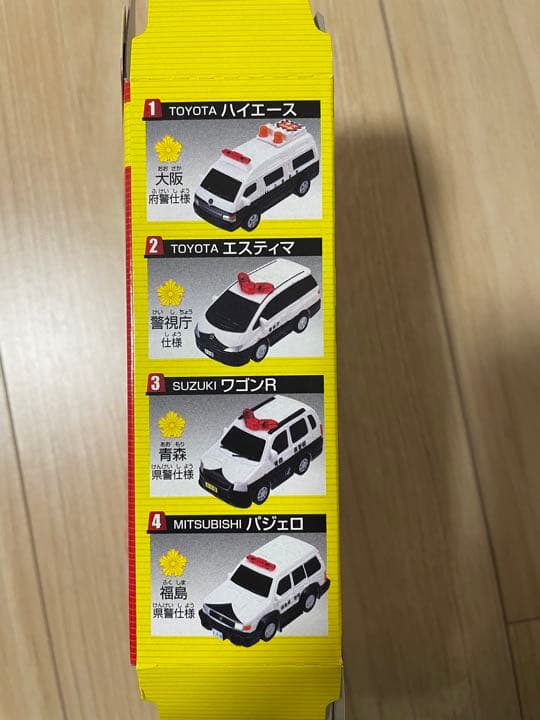 1 TOYOTA ハイエース
おお さか
大阪
ふ けい し よう
府警仕様
2 TOYOTA エスティマ
けい し ちょう
警視庁
し よう
仕様
3 SUZUKI ワゴンR
あお もり
青森
けんけい し よう
県警仕様
4 MITSUBISHI パジェロ
ふく しま
福島
けんけい し よう
県警仕様